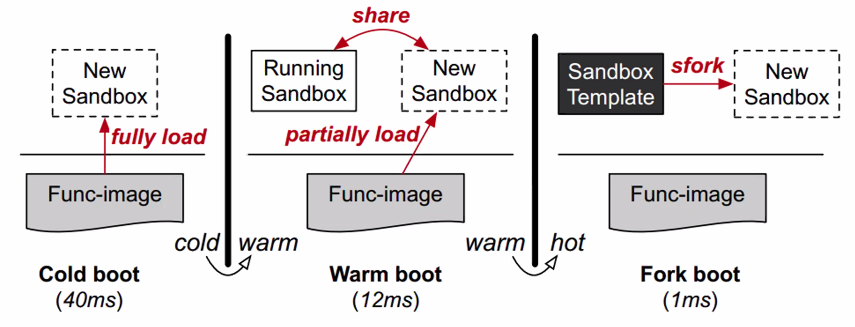 share
New
Sandbox
fully load
Func-image
Cold boot
(40ms)
cold
warm
Running
Sandbox
New
Sandbox
partially load
Func-image
Warm boot
(12ms)
warm
hot
Sandbox
Template
sfork
New
Sandbox
Func-image
Fork boot
(1ms)